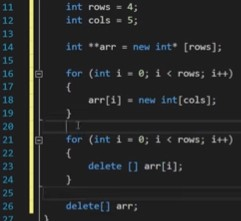 11 int rows = 4;
12 int cols = 5;
13
14 int **arr = new int* [rows];
15
16 for (int i = 0; i < rows; i++)
17 {
18 arr[i] = new int[cols];
19 }
20
21 for (int i = 0; i < rows; i++)
22 {
23 delete [] arr[i];
24 }
25
26 delete[] arr;
27 }